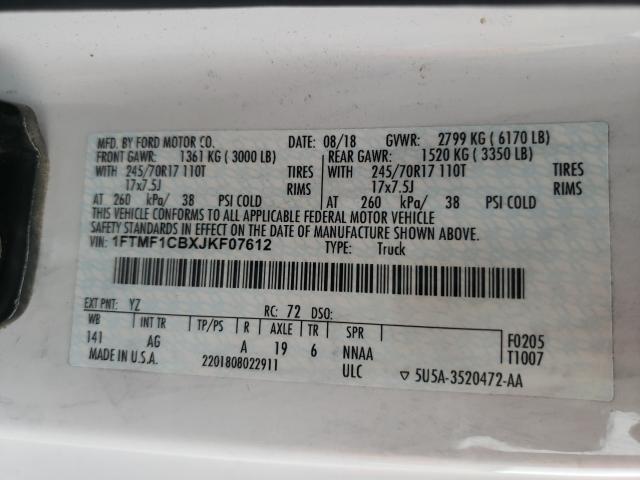 MFD. BY FORD MOTOR CO. DATE: 08/18 GVWR: 2799 KG ( 6170 LB)
FRONT GAWR: 1361 KG ( 3000 LB) REAR GAWR: 1520 KG ( 3350 LB)
WITH 245/70R17 110T TIRES WITH 245/70R17 110T TIRES
17x7.5J RIMS 17x7.5J RIMS
AT 260 kPa/ 38 PSI COLD AT 260 kPa/ 38 PSI COLD
THIS VEHICLE CONFORMS TO ALL APPLICABLE FEDERAL MOTOR VEHICLE
SAFETY STANDARDS IN EFFECT ON THE DATE OF MANUFACTURE SHOWN ABOVE.
VIN: 1FTMF1CBXJKF07612 TYPE: Truck
EXT PNT: YZ RC: 72 DSO:
WB INT TR TP/PS R AXLE TR SPR F0205
141 AG A 19 6 NNAA T1007
MADE IN U.S.A. 2201808022911 ULC ▽ 5U5A-3520472-AA